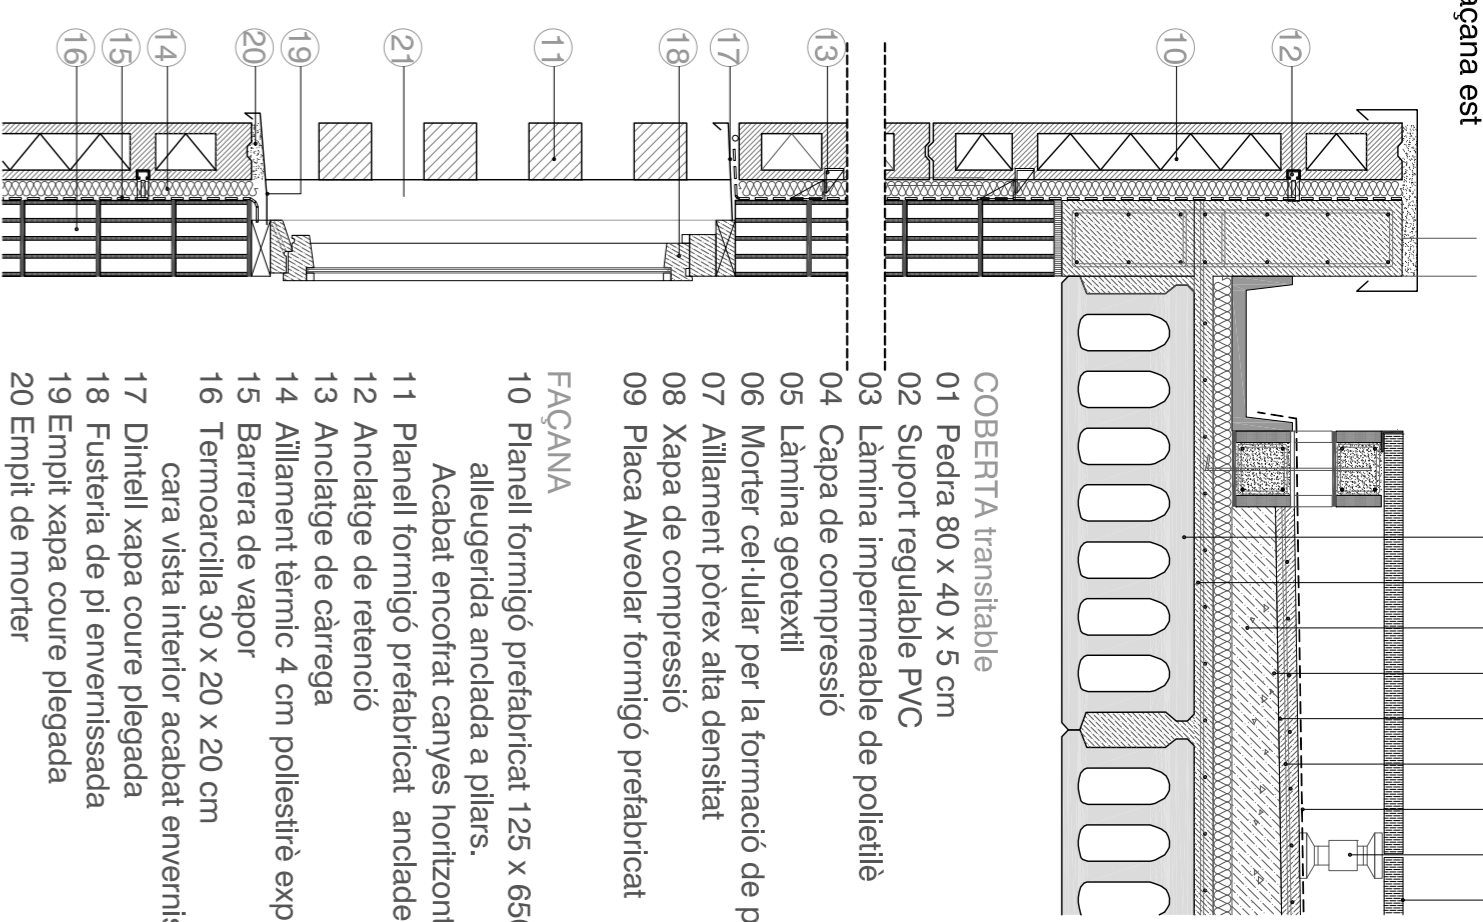 açana est
12
10
13
17
18
11
21
19
20
14
15
16
COBERTA transitable
01 Pedra 80 x 40 x 5 cm
02 Suport regulable PVC
03 Làmina impermeable de polietilè
04 Capa de compressió
05 Làmina geotextil
06 Morter cel·lular per la formació de p
07 Aïllament pòrex alta densitat
08 Xapa de compressió
09 Placa Alveolar formigó prefabricat
FAÇANA
10 Planell formigó prefabricat 125 x 650
alleugerida anclada a pilars.
Acabat encofrat canyes horitzont
11 Planell formigó prefabricat anclade
12 Anclatge de retenció
13 Anclatge de càrrega
14 Aïllament tèrmic 4 cm poliestirè exp
15 Barrera de vapor
16 Termoarcilla 30 x 20 x 20 cm
cara vista interior acabat envernis
17 Dintell xapa coure plegada
18 Fusteria de pi envernissada
19 Empit xapa coure plegada
20 Empit de morter